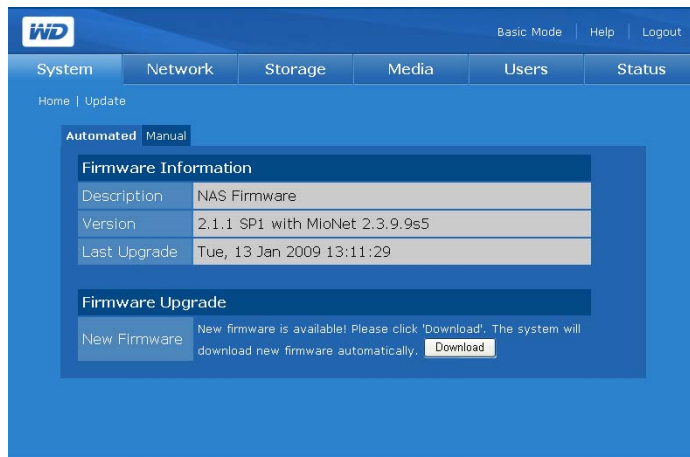 WD
Basic Mode | Help | Logout
System Network Storage Media Users Status
Home | Update
Automated Manual
Firmware Information
Description NAS Firmware
Version 2.1.1 SP1 with MioNet 2.3.9.9s5
Last Upgrade Tue, 13 Jan 2009 13:11:29
Firmware Upgrade
New Firmware New firmware is available! Please click 'Download'. The system will
download new firmware automatically. Download